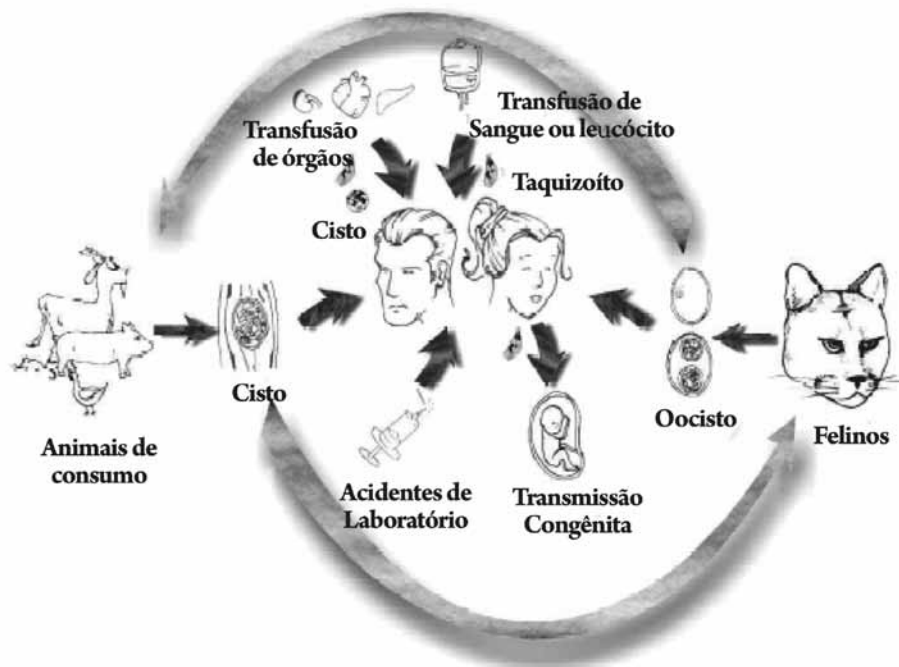 Transfusão
de órgãos
Transfusão de
Sangue ou leucócito
Taquizoíto
Cisto
Cisto
Oocisto
Felinos
Animais de
consumo
Acidentes de
Laboratório
Transmissão
Congênita